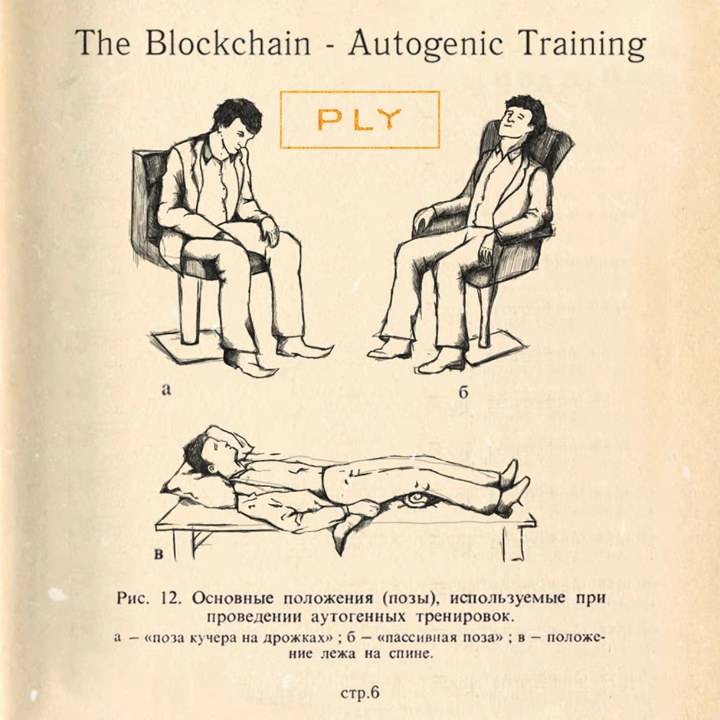 The Blockchain - Autogenic Training
PLY
а
б
в
Рис. 12. Основные положения (позы), используемые при
проведении аутогенных тренировок.
а — «поза кучера на дрожках» ; б — «пассивная поза» ; в — положе-
ние лежа на спине.
стр.6